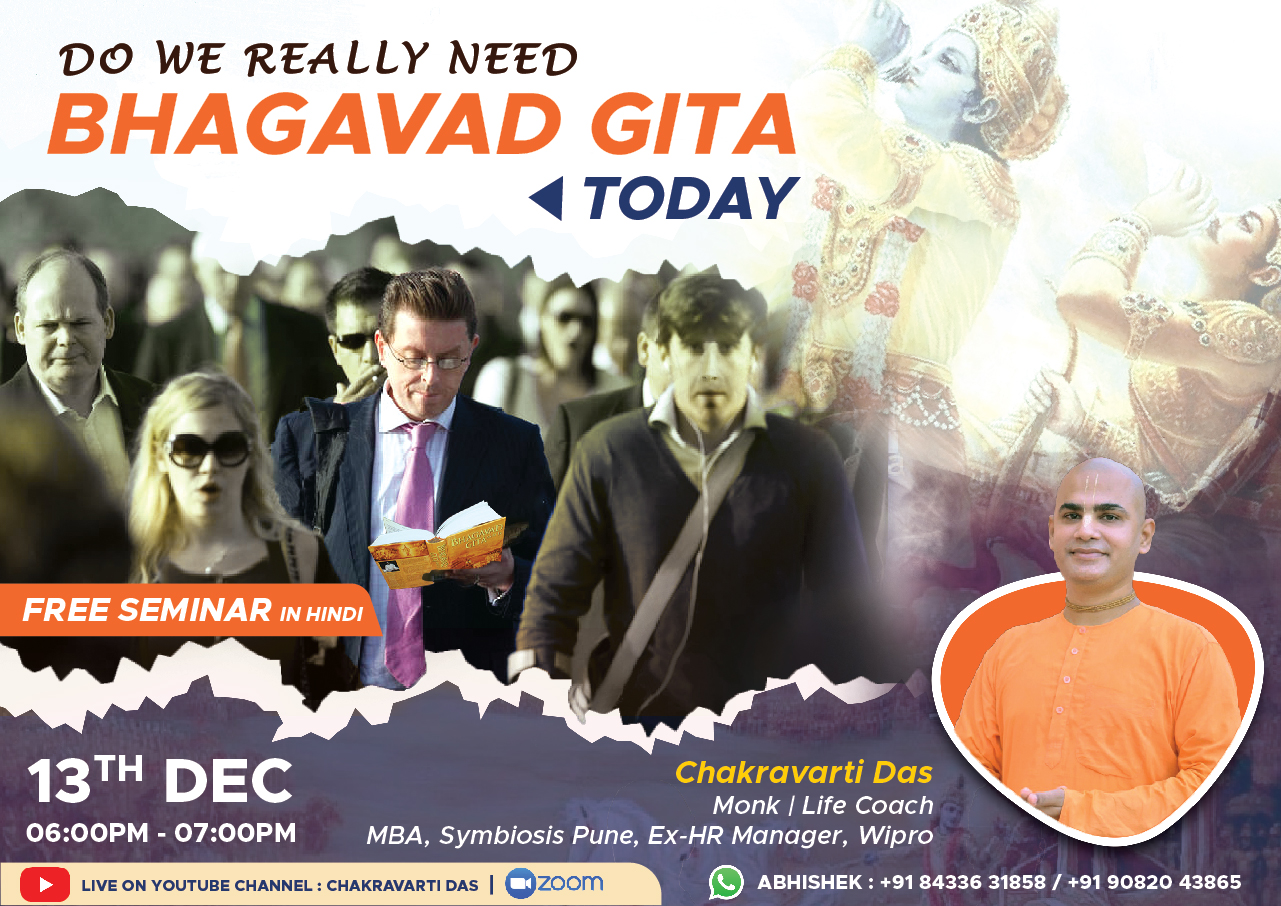 DO WE REALLY NEED
BHAGAVAD GITA
TODAY
BHAGAVAD
GITA
FREE SEMINAR IN HINDI
13TH DEC
06:00PM - 07:00PM
Chakravarti Das
Monk | Life Coach
MBA, Symbiosis Pune, Ex-HR Manager, Wipro
LIVE ON YOUTUBE CHANNEL : CHAKRAVARTI DAS | zoom
ABHISHEK : +91 84336 31858 / +91 90820 43865